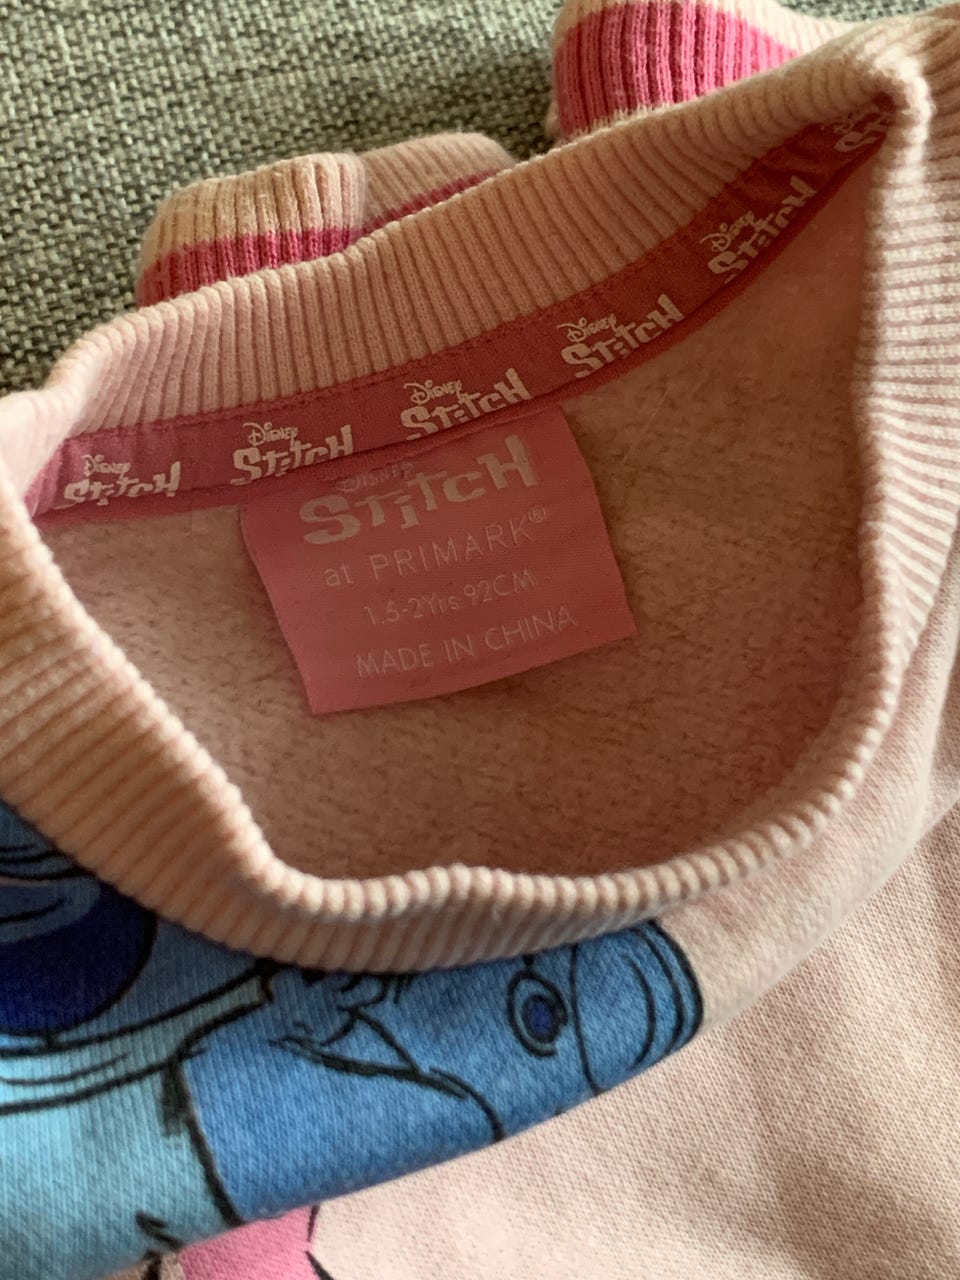 Disney
Stitch
Disney
Stitch
Disney
Stitch
Disney
Stitch
Disney
Stitch
St
DISNEY
Stitch
at PRIMARK®
1.5-2Yrs 92CM
MADE IN CHINA